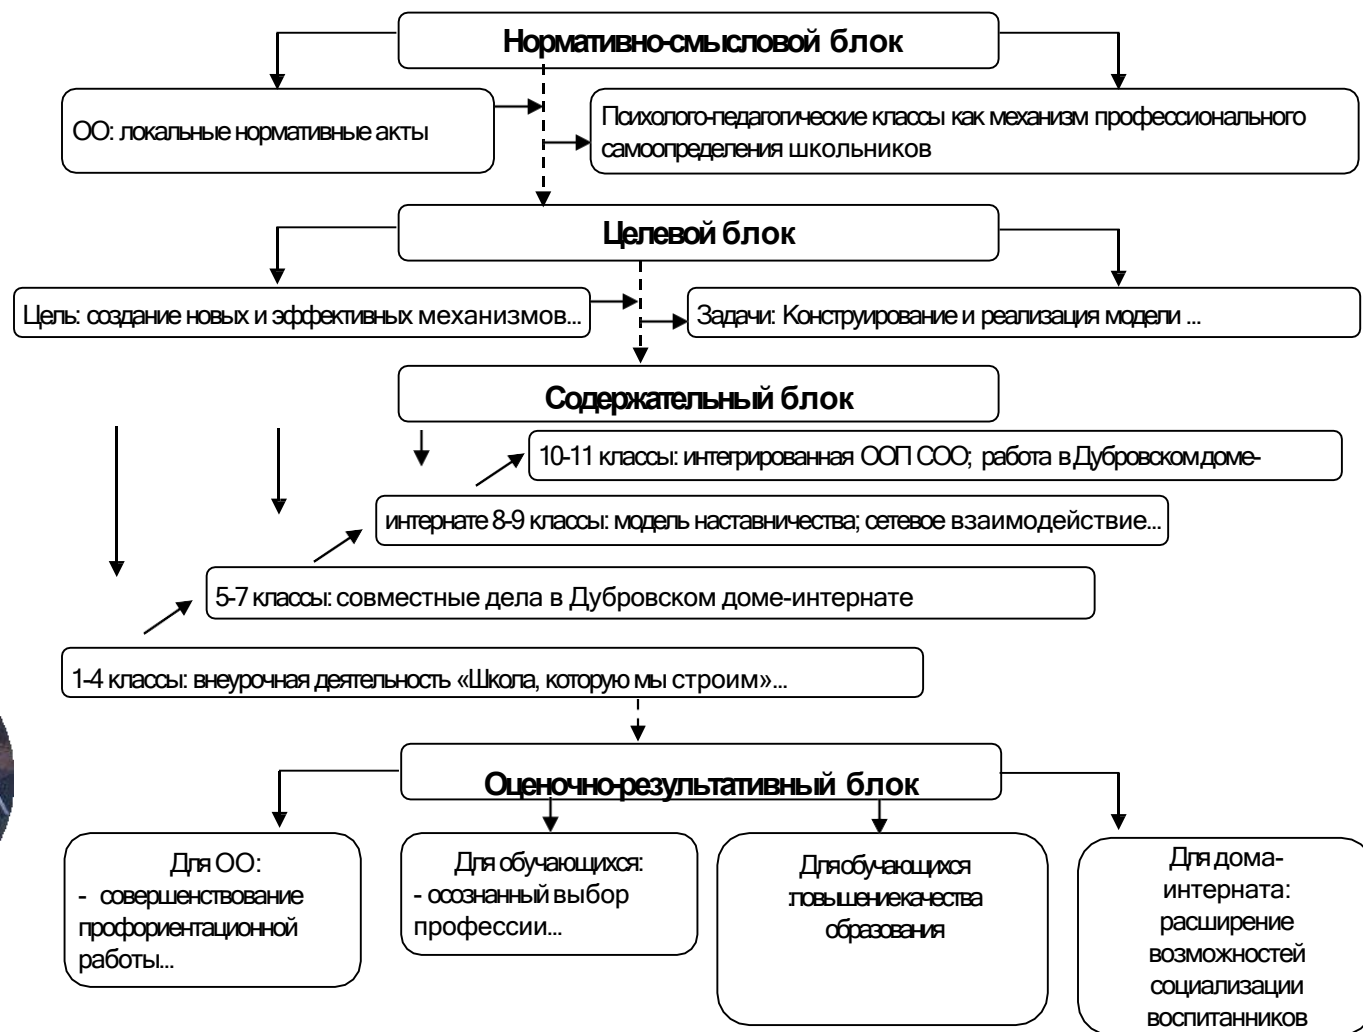 Нормативно-смысловой блок
ОО: локальные нормативные акты
Психолого-педагогические классы как механизм профессионального
самоопределения школьников
Целевой блок
Цель: создание новых и эффективных механизмов...
Задачи: Конструирование и реализация модели ...
Содержательный блок
10-11 классы: интегрированная ООП СОО; работа в Дубровском доме-
интернате 8-9 классы: модель наставничества; сетевое взаимодействие...
5-7 классы: совместные дела в Дубровском доме-интернате
1-4 классы: внеурочная деятельность «Школа, которую мы строим»...
Оценочно-результативный блок
Для ОО:
- совершенствование
профориентационной
работы...
Для обучающихся:
- осознанный выбор
профессии...
Для обучающихся
:повышение качества
образования
Для дома-
интерната:
расширение
возможностей
социализации
воспитанников